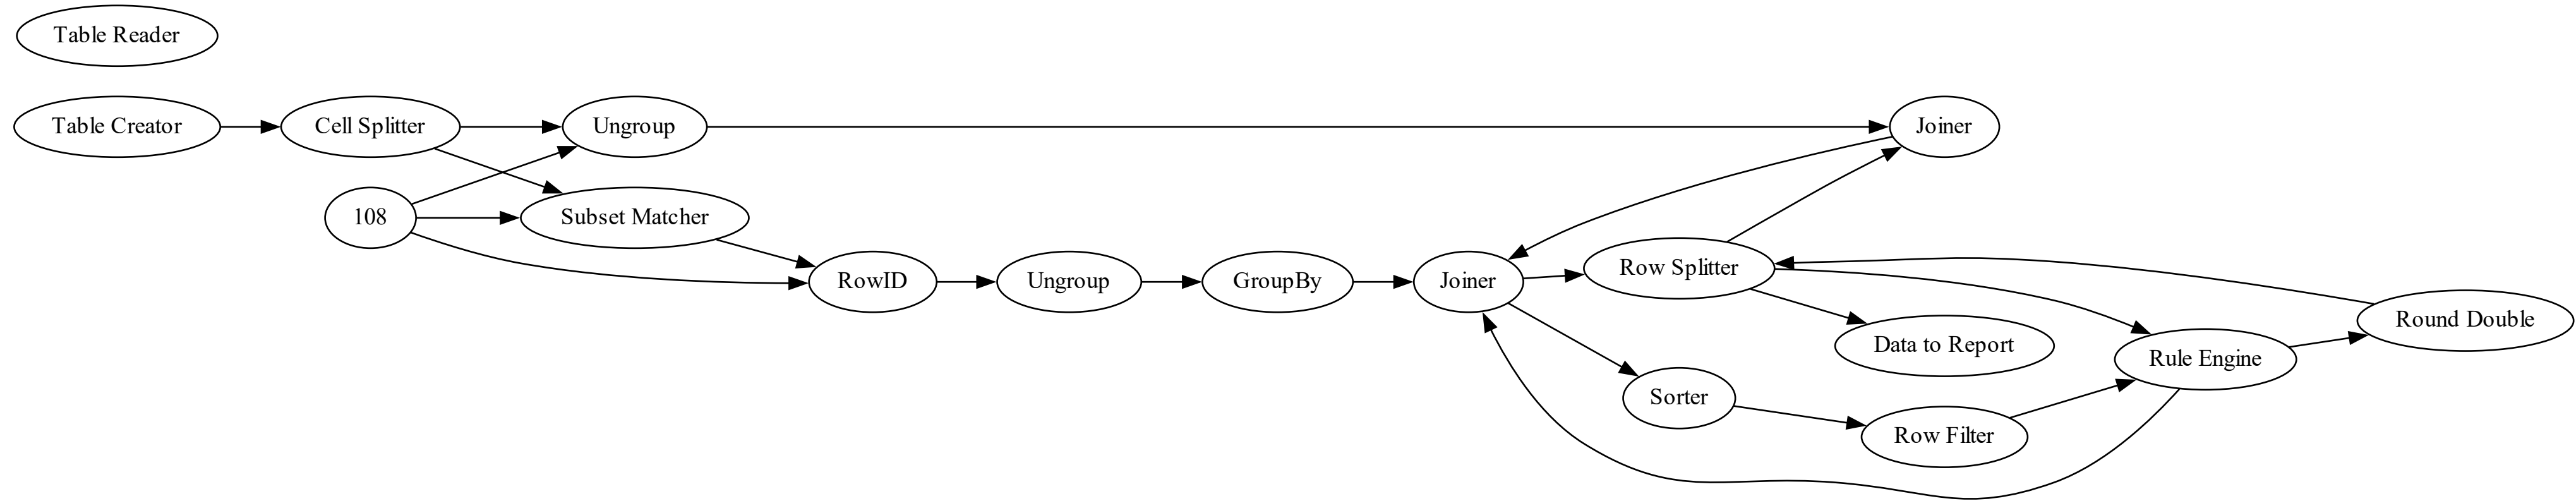 Table Reader
Table Creator
Cell Splitter
Ungroup
Joiner
108
Subset Matcher
RowID
Ungroup
GroupBy
Joiner
Row Splitter
Data to Report
Sorter
Row Filter
Rule Engine
Round Double